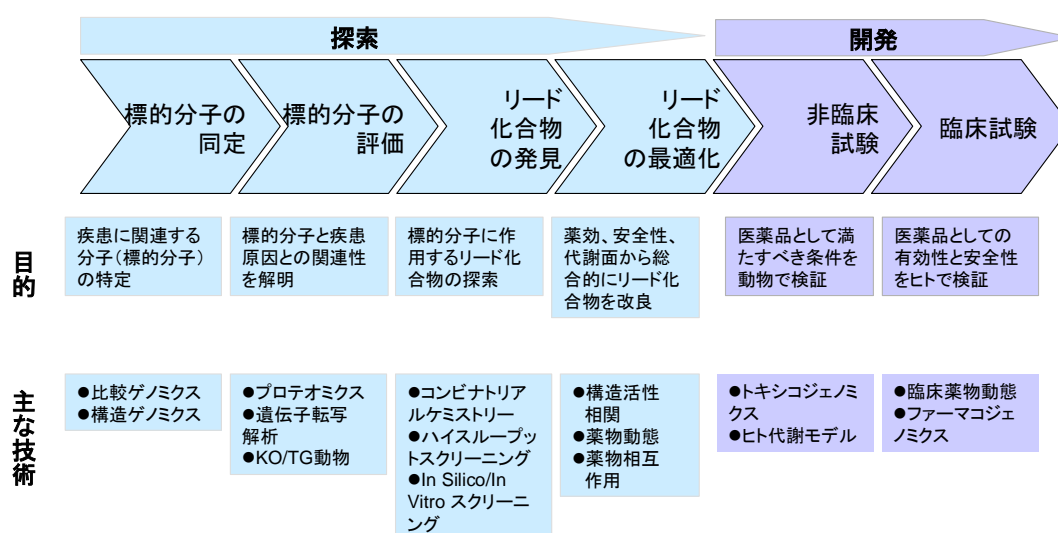 探索
開発
標的分子の
同定
標的分子の
評価
リード
化合物
の発見
リード
化合物
の最適化
非臨床
試験
臨床試験
目的
疾患に関連する
分子(標的分子)
の特定
標的分子と疾患
原因との関連性
を解明
標的分子に作
用するリード化
合物の探索
薬効、安全性、
代謝面から総
合的にリード化
合物を改良
医薬品として満
たすべき条件を
動物で検証
医薬品としての
有効性と安全性
をヒトで検証
主な技術
●比較ゲノミクス
●構造ゲノミクス
●プロテオミクス
●遺伝子転写
解析
●KO/TG動物
●コンビナトリア
ルケミストリー
●ハイスループッ
トスクリーニング
●In Silico/In
Vitro スクリーニ
ング
●構造活性
相関
●薬物動態
●薬物相互
作用
●トキシコジェノミ
クス
●ヒト代謝モデル
●臨床薬物動態
●ファーマコジェ
ノミクス